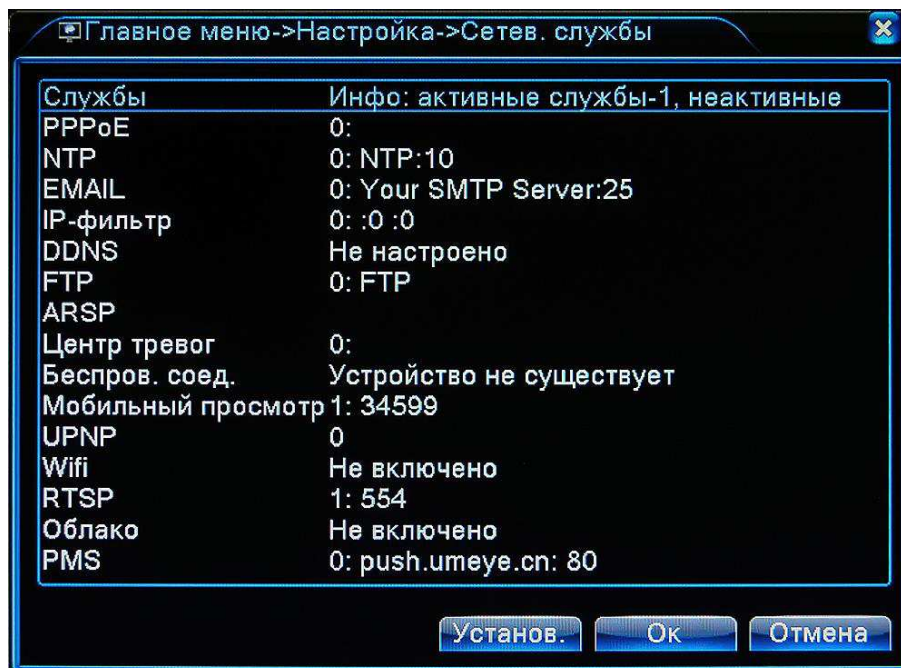 Главное меню->Настройка->Сетев. службы
Службы Инфо: активные службы-1, неактивные
PPPoE 0:
NTP 0: NTP:10
EMAIL 0: Your SMTP Server:25
IP-фильтр 0: :0 :0
DDNS Не настроено
FTP 0: FTP
ARSP
Центр тревог 0:
Беспров. соед. Устройство не существует
Мобильный просмотр 1: 34599
UPNP 0
Wifi Не включено
RTSP 1: 554
Облако Не включено
PMS 0: push.umeye.cn: 80
Установ. Ок Отмена